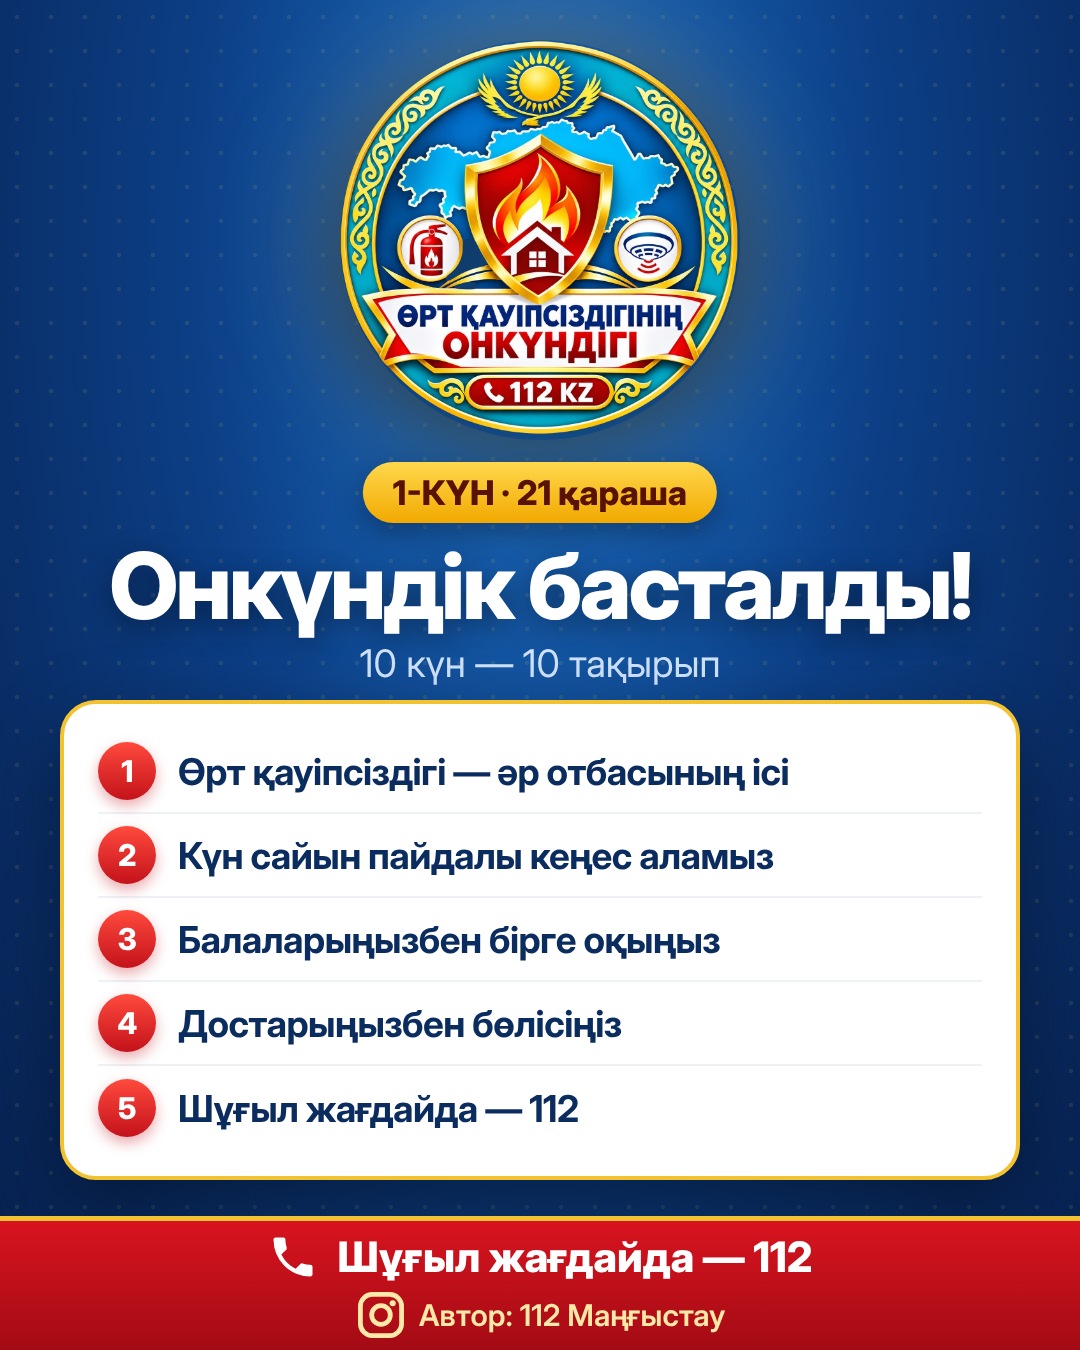 ӨРТ ҚАУІПСІЗДІГІНІҢ
ОНКҮНДІГІ
112 KZ
1-КҮН · 21 қараша
Онкүндік басталды!
10 күн — 10 тақырып
1 Өрт қауіпсіздігі — әр отбасының ісі
2 Күн сайын пайдалы кеңес аламыз
3 Балаларыңызбен бірге оқыңыз
4 Достарыңызбен бөлісіңіз
5 Шұғыл жағдайда — 112
Шұғыл жағдайда — 112
Автор: 112 Маңғыстау